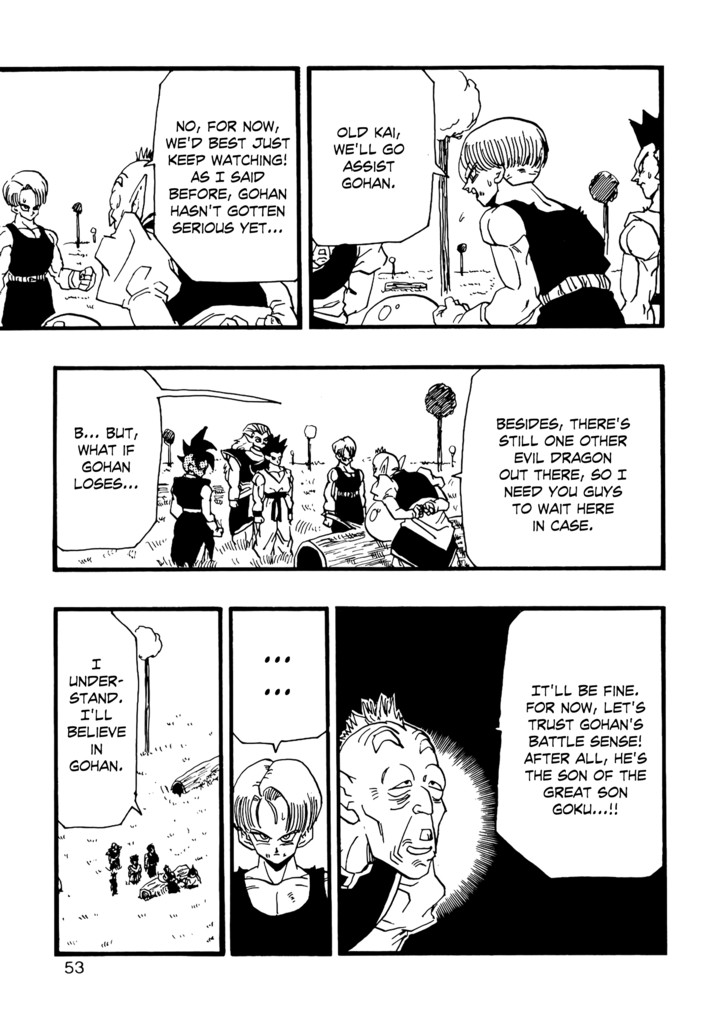 OLD KAI,
WE'LL GO
ASSIST
GOHAN.
NO, FOR NOW,
WE'D BEST JUST
KEEP WATCHING!
AS I SAID
BEFORE, GOHAN
HASN'T GOTTEN
SERIOUS YET...
BESIDES, THERE'S
STILL ONE OTHER
EVIL DRAGON
OUT THERE, SO I
NEED YOU GUYS
TO WAIT HERE
IN CASE.
B... BUT,
WHAT IF
GOHAN
LOSES...
IT'LL BE FINE.
FOR NOW, LET'S
TRUST GOHAN'S
BATTLE SENSE!
AFTER ALL, HE'S
THE SON OF THE
GREAT SON
GOKU...!!
...
...
I
UNDER-
STAND.
I'LL
BELIEVE
IN
GOHAN.
53